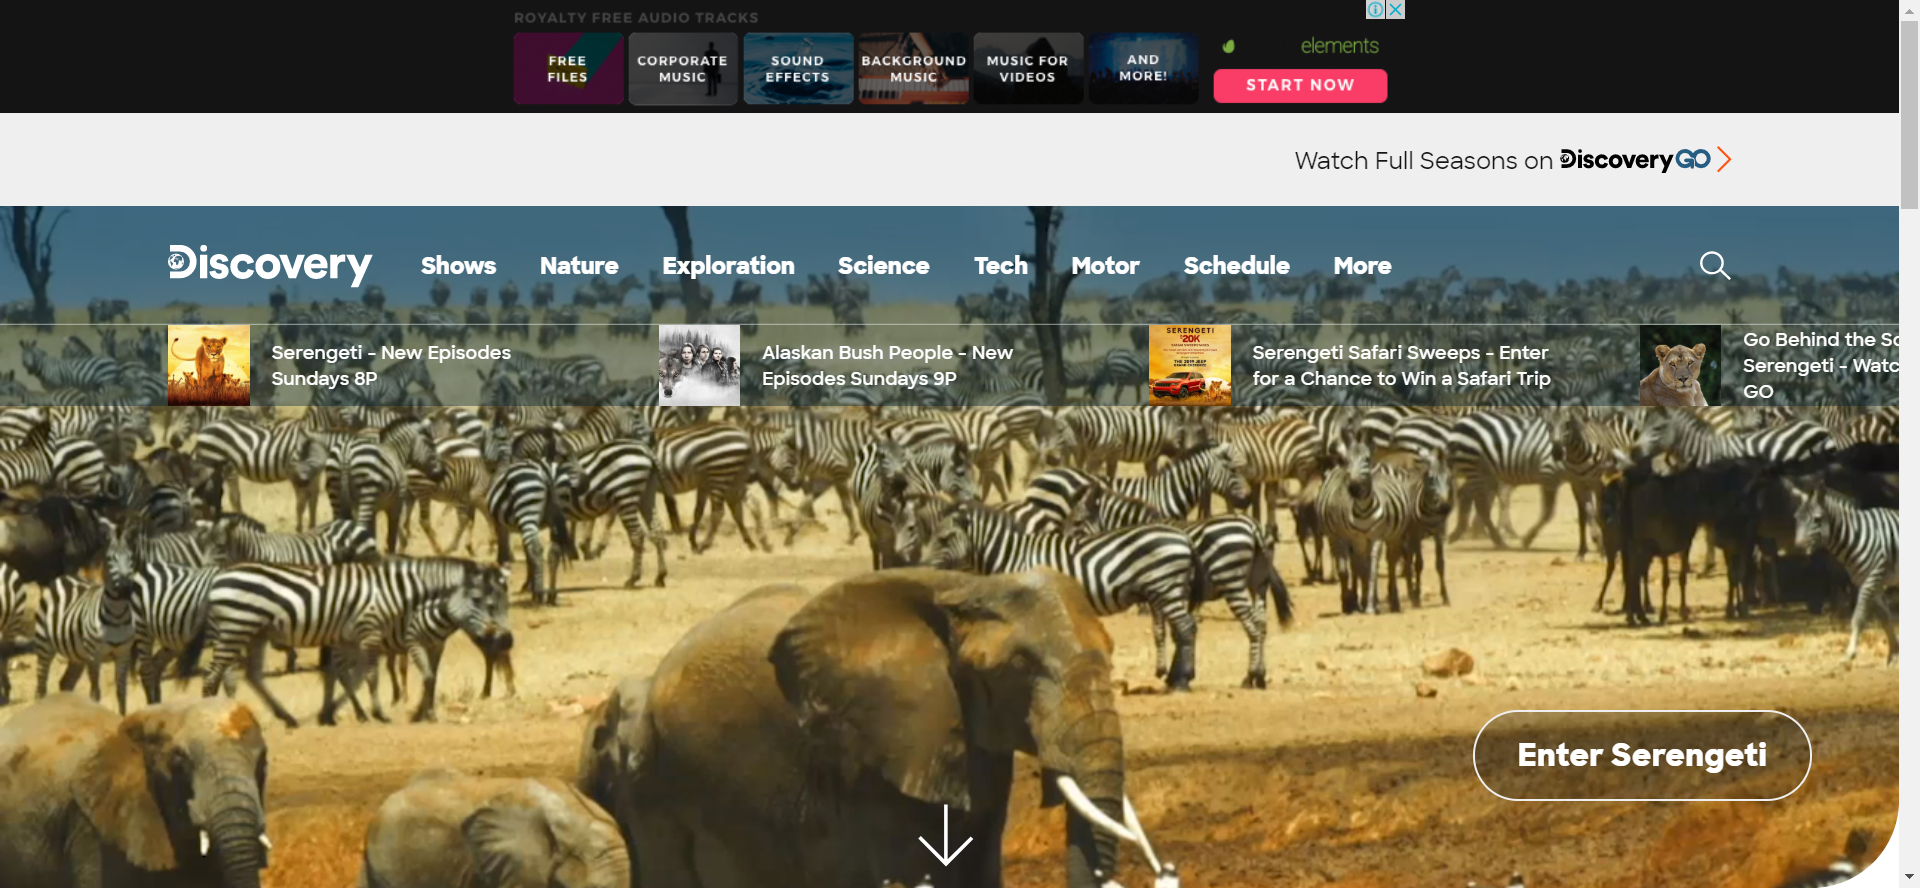 ROYALTY FREE AUDIO TRACKS
FREE FILES
CORPORATE MUSIC
SOUND EFFECTS
BACKGROUND MUSIC
MUSIC FOR VIDEOS
AND MORE!
elements
START NOW
Watch Full Seasons on Discovery GO
Discovery
Shows Nature Exploration Science Tech Motor Schedule More
Serengeti - New Episodes
Sundays 8P
Alaskan Bush People - New
Episodes Sundays 9P
SERENGETI
$20K
Serengeti Safari Sweeps - Enter
for a Chance to Win a Safari Trip
Go Behind the Sc
Serengeti - Watc
GO
Enter Serengeti